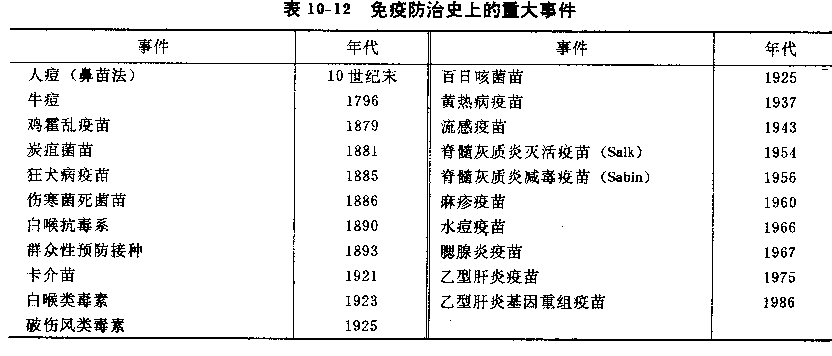 表 10-12 免疫防治史上的重大事件
事件 年代 事件 年代
人痘（鼻苗法） 10世纪末 百日咳菌苗 1925
牛痘 1796 黄热病疫苗 1937
鸡霍乱疫苗 1879 流感疫苗 1943
炭疽菌苗 1881 脊髓灰质炎灭活疫苗（Salk） 1954
狂犬病疫苗 1885 脊髓灰质炎减毒疫苗（Sabin） 1956
伤寒菌死菌苗 1886 麻疹疫苗 1960
白喉抗毒系 1890 水痘疫苗 1966
群众性预防接种 1893 腮腺炎疫苗 1967
卡介苗 1921 乙型肝炎疫苗 1975
白喉类毒素 1923 乙型肝炎基因重组疫苗 1986
破伤风类毒素 1925